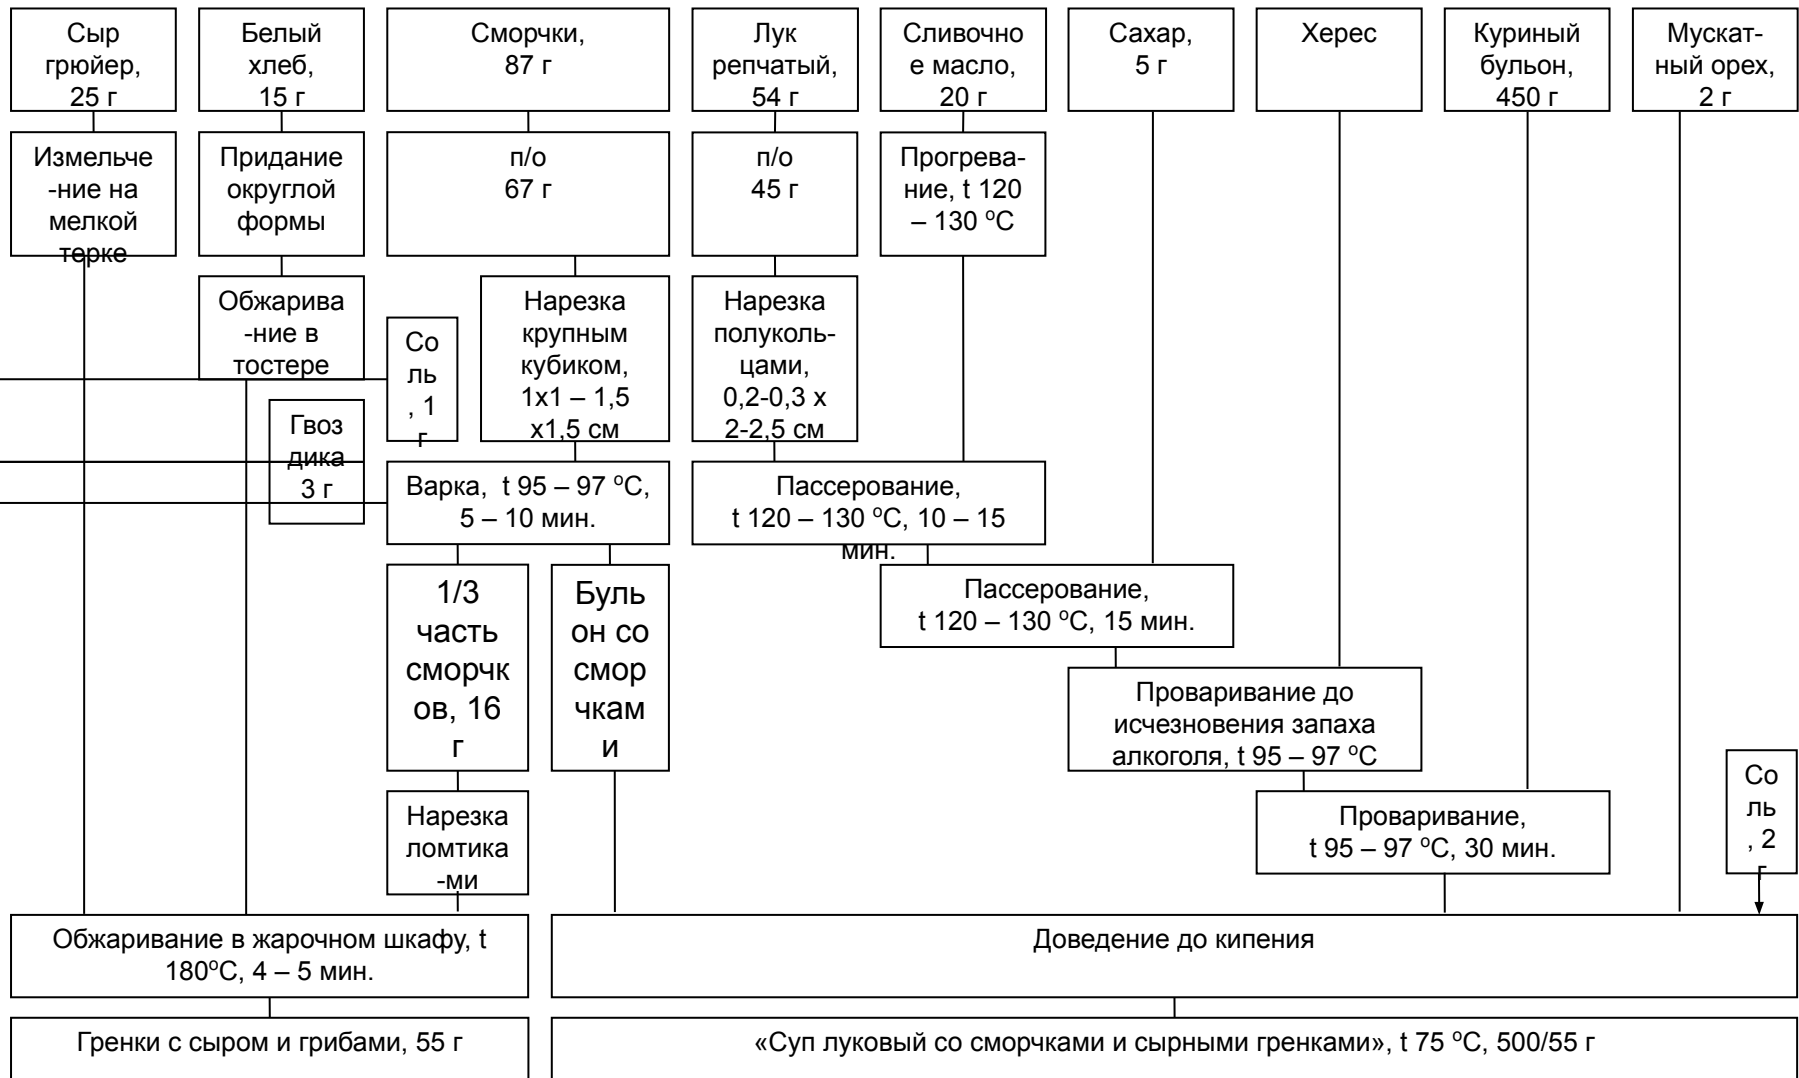 Сыр
грюйер,
25 г
Белый
хлеб,
15 г
Сморчки,
87 г
Лук
репчатый,
54 г
Сливочно
е масло,
20 г
Сахар,
5 г
Херес
Куриный
бульон,
450 г
Мускат-
ный орех,
2 г
Измельче
-ние на
мелкой
терке
Придание
округлой
формы
п/о
67 г
п/о
45 г
Прогрева-
ние, t 120
– 130 ºС
Обжарива
-ние в
тостере
Со
ль
, 1
г
Нарезка
крупным
кубиком,
1х1 – 1,5
х1,5 см
Нарезка
полуколь-
цами,
0,2-0,3 х
2-2,5 см
Гвоз
дика
3 г
Варка, t 95 – 97 ºС,
5 – 10 мин.
Пассерование,
t 120 – 130 ºС, 10 – 15
мин.
1/3
часть
сморчк
ов, 16
г
Буль
он со
смор
чкам
и
Пассерование,
t 120 – 130 ºС, 15 мин.
Проваривание до
исчезновения запаха
алкоголя, t 95 – 97 ºС
Нарезка
ломтика
-ми
Проваривание,
t 95 – 97 ºС, 30 мин.
Со
ль
, 2
г
Обжаривание в жарочном шкафу, t
180ºС, 4 – 5 мин.
Доведение до кипения
Гренки с сыром и грибами, 55 г
«Суп луковый со сморчками и сырными гренками», t 75 ºС, 500/55 г